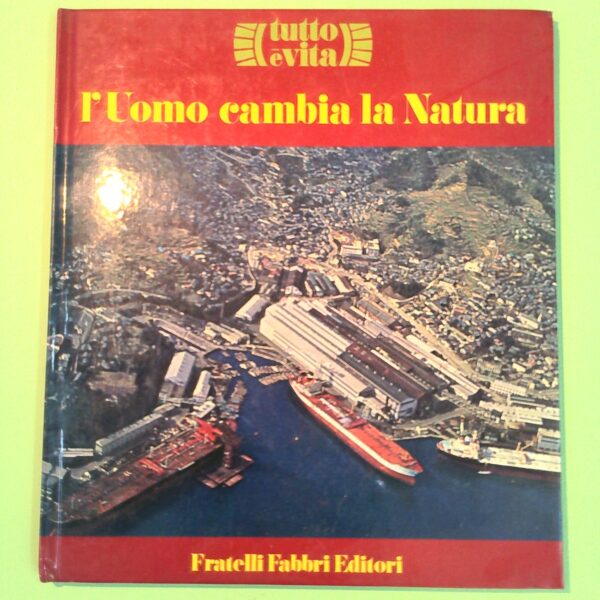 tutto
è vita
l'Uomo cambia la Natura
Fratelli Fabbri Editori